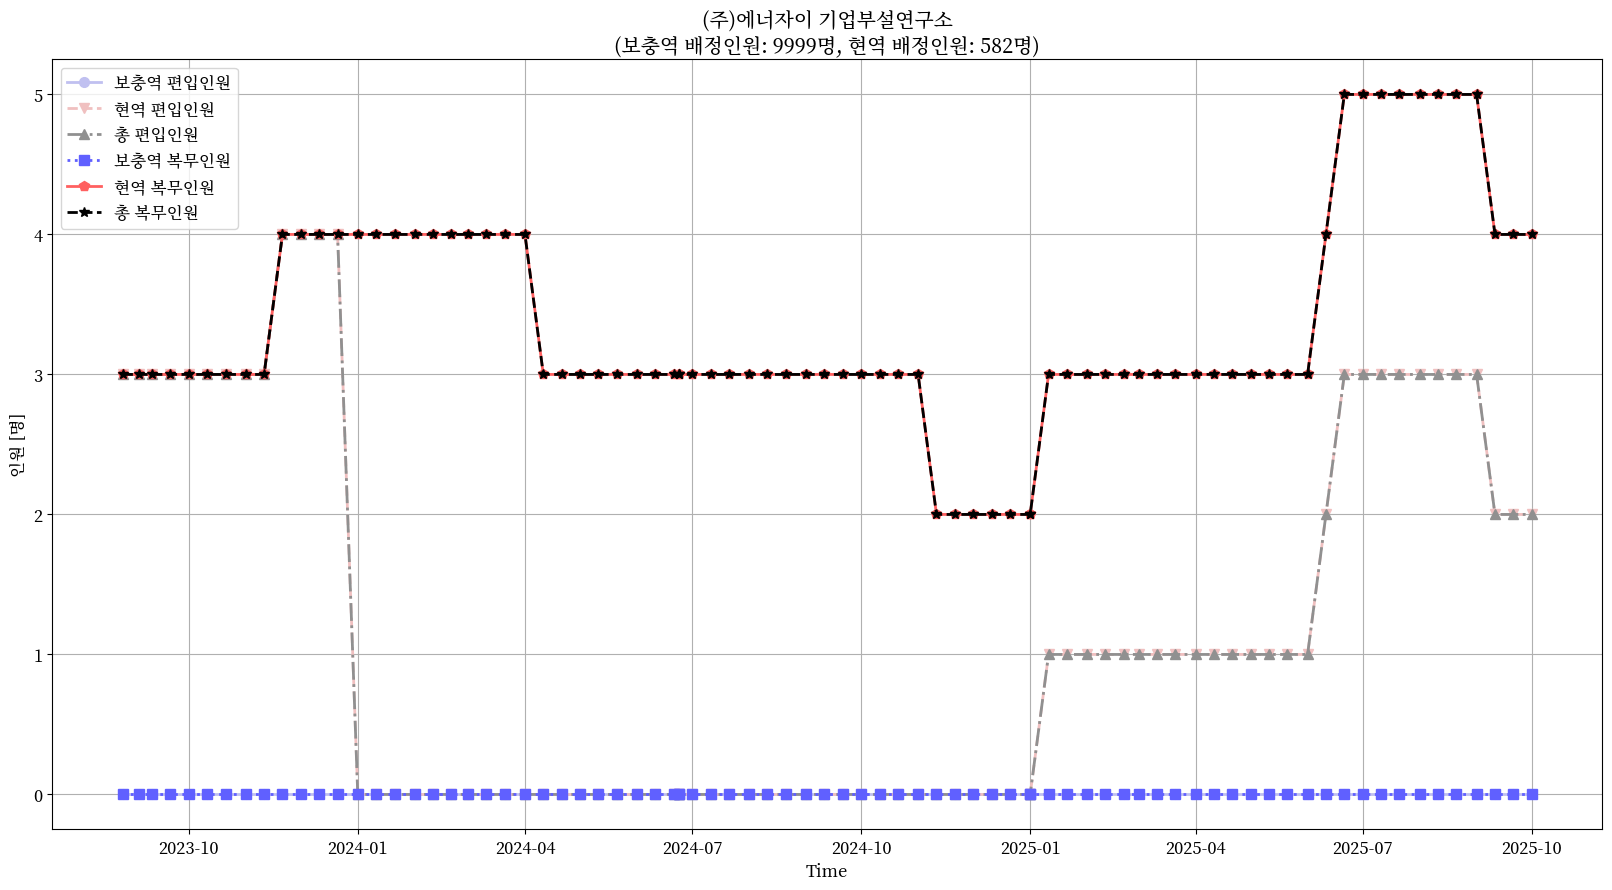 (주)에너자이 기업부설연구소
(보충역 배정인원: 9999명, 현역 배정인원: 582명)
보충역 편입인원
현역 편입인원
총 편입인원
보충역 복무인원
현역 복무인원
총 복무인원
5
4
3
2
1
0
인원 [명]
2023-10
2024-01
2024-04
2024-07
2024-10
2025-01
2025-04
2025-07
2025-10
Time